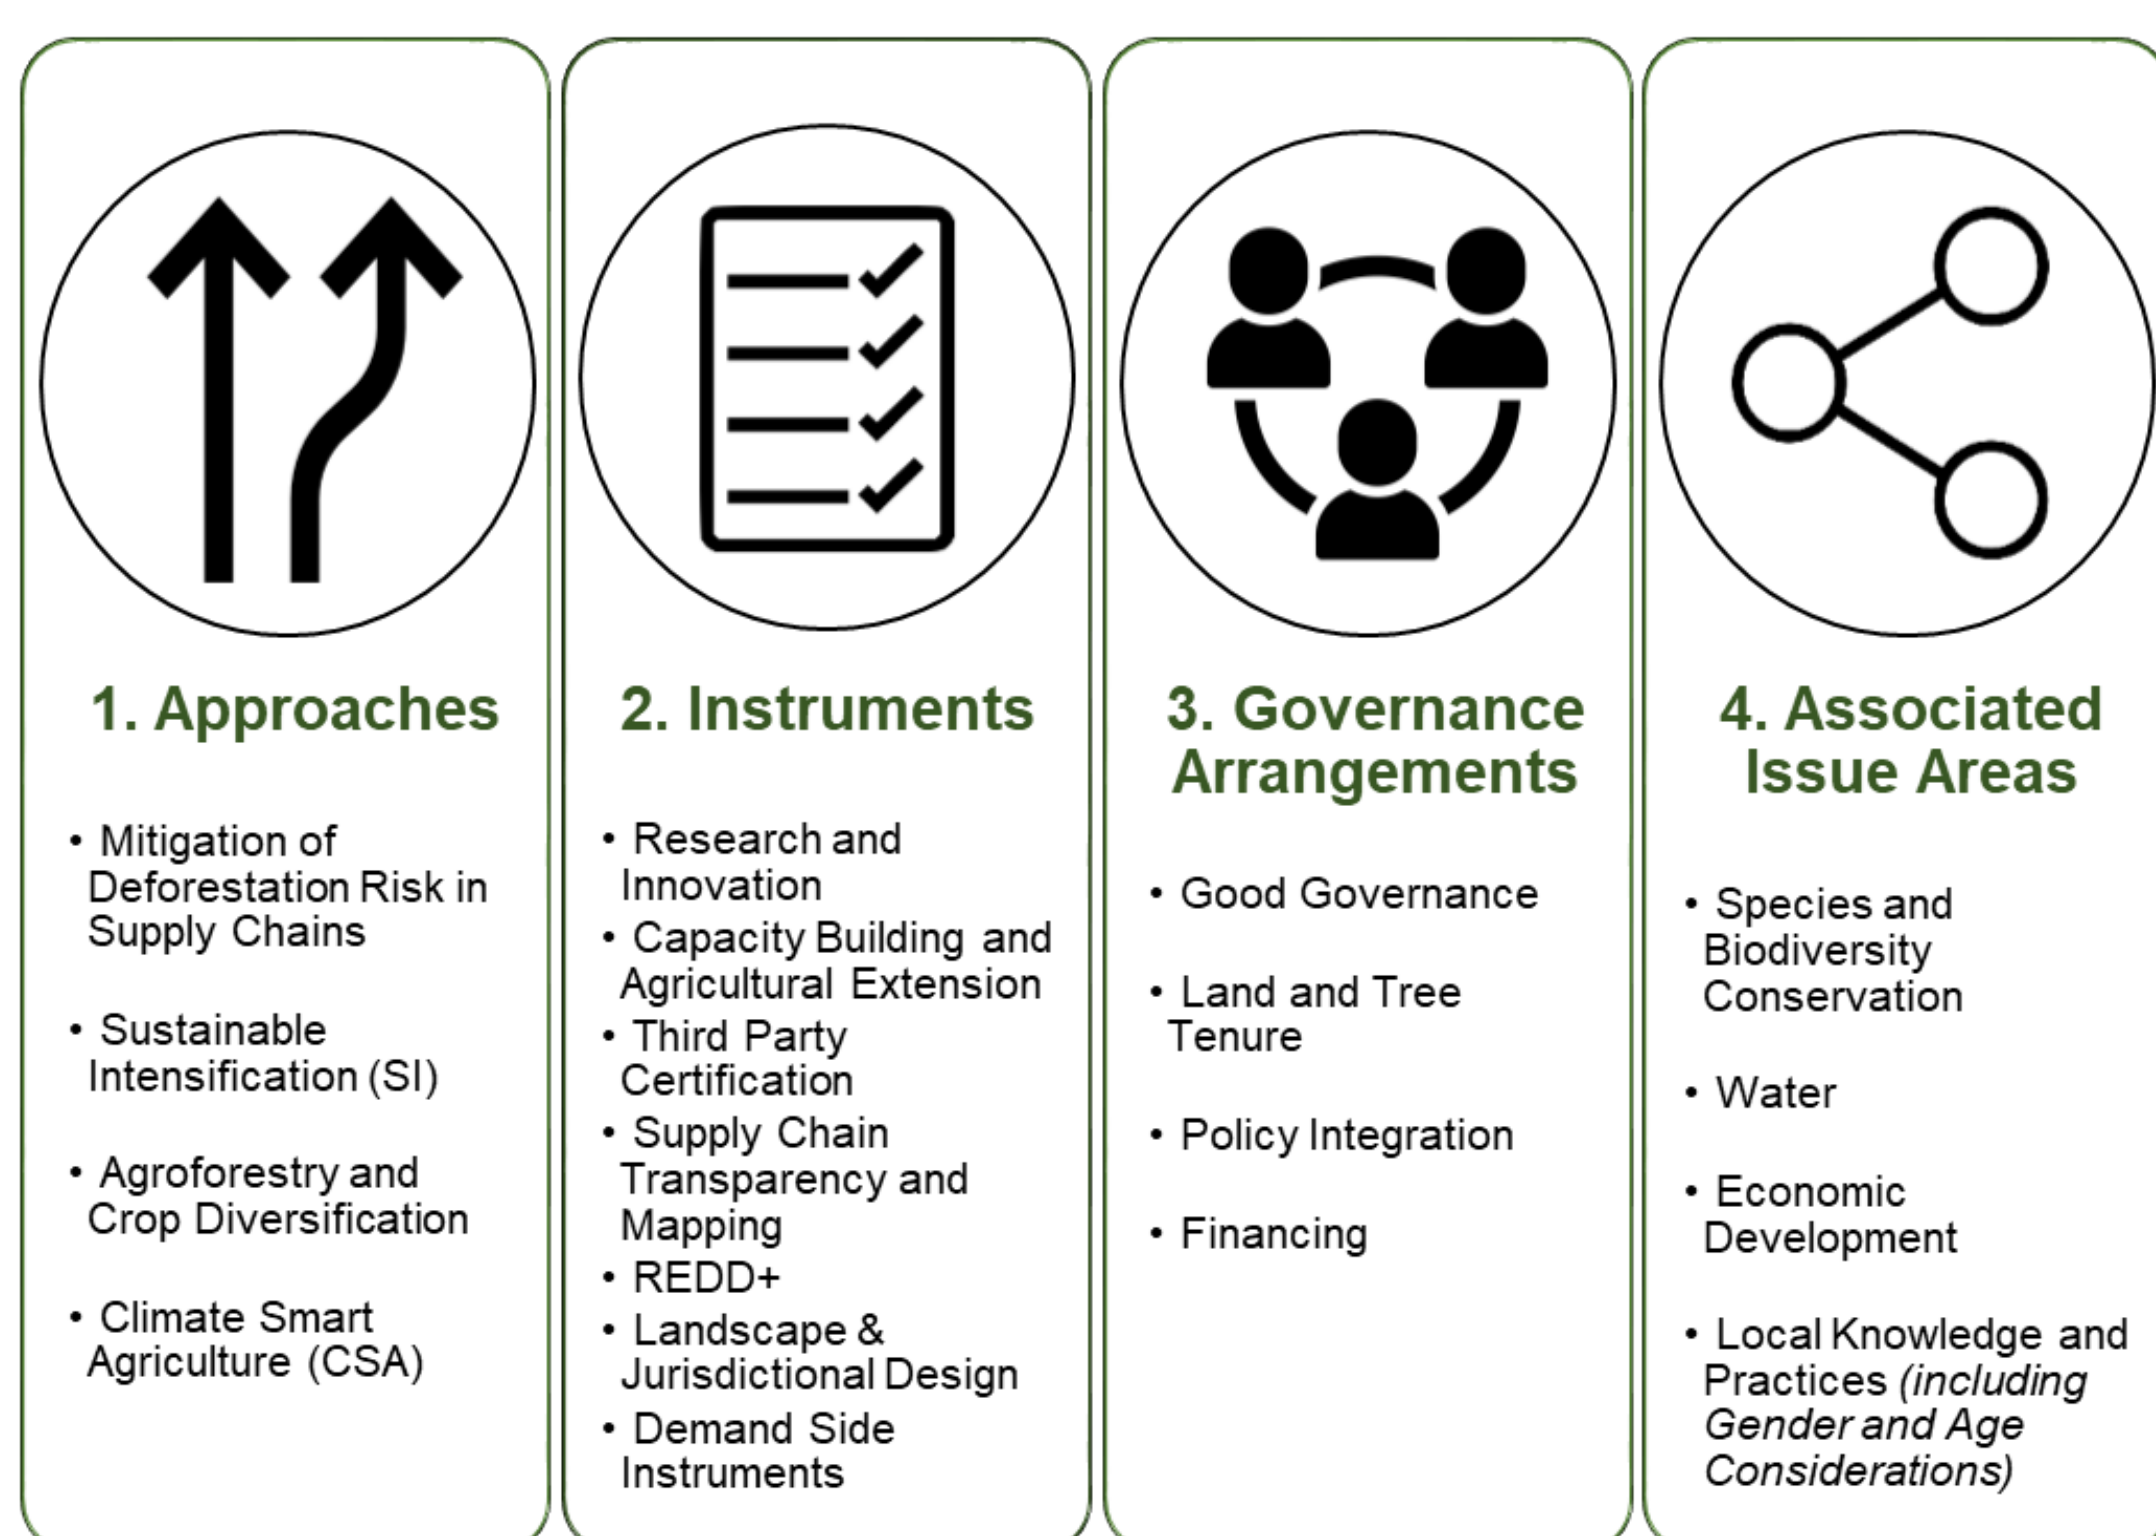 1. Approaches
• Mitigation of
Deforestation Risk in
Supply Chains
• Sustainable
Intensification (SI)
• Agroforestry and
Crop Diversification
• Climate Smart
Agriculture (CSA)
2. Instruments
• Research and
Innovation
• Capacity Building and
Agricultural Extension
• Third Party
Certification
• Supply Chain
Transparency and
Mapping
• REDD+
• Landscape &
Jurisdictional Design
• Demand Side
Instruments
3. Governance
Arrangements
• Good Governance
• Land and Tree
Tenure
• Policy Integration
• Financing
4. Associated
Issue Areas
• Species and
Biodiversity
Conservation
• Water
• Economic
Development
• Local Knowledge and
Practices (including
Gender and Age
Considerations)